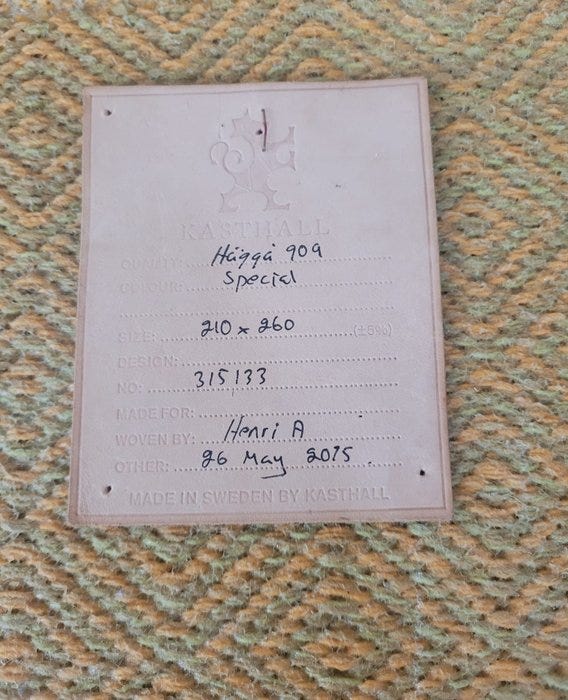 KASTHALL
QUALITY: Häggå 909
COLOUR: Special
SIZE: 210 x 260 (±5%)
DESIGN:
NO: 315133
MADE FOR:
WOVEN BY: Henri A
OTHER: 26 May 2015.
MADE IN SWEDEN BY KASTHALL